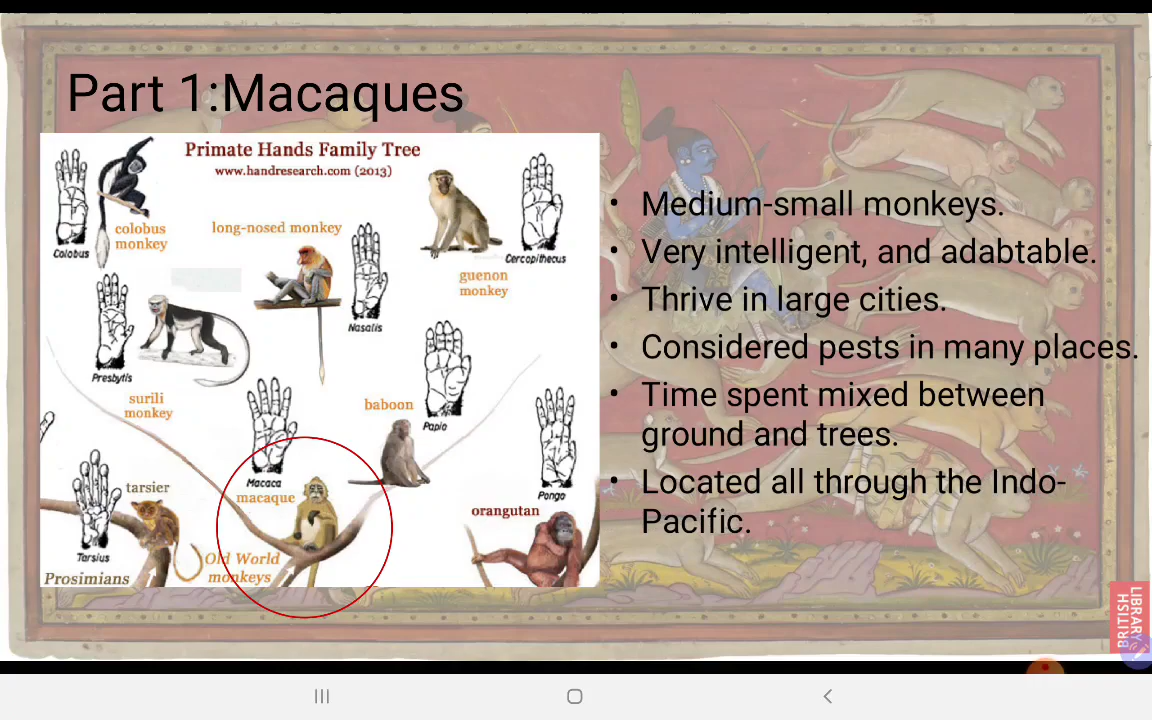 Part 1:Macaques
Primate Hands Family Tree
www.handresearch.com (2013)
Colobus
colobus
monkey
long-nosed monkey
Nasalis
guenon
monkey
Cercopithecus
Presbytis
surili
monkey
baboon
Papio
Macaca
macaque
tarsier
Tarsius
Prosimians
Old World
monkeys
orangutan
Pongo
• Medium-small monkeys.
• Very intelligent, and adabtable.
• Thrive in large cities.
• Considered pests in many places.
• Time spent mixed between
ground and trees.
• Located all through the Indo-
Pacific.
BRITISH
LIBRARY